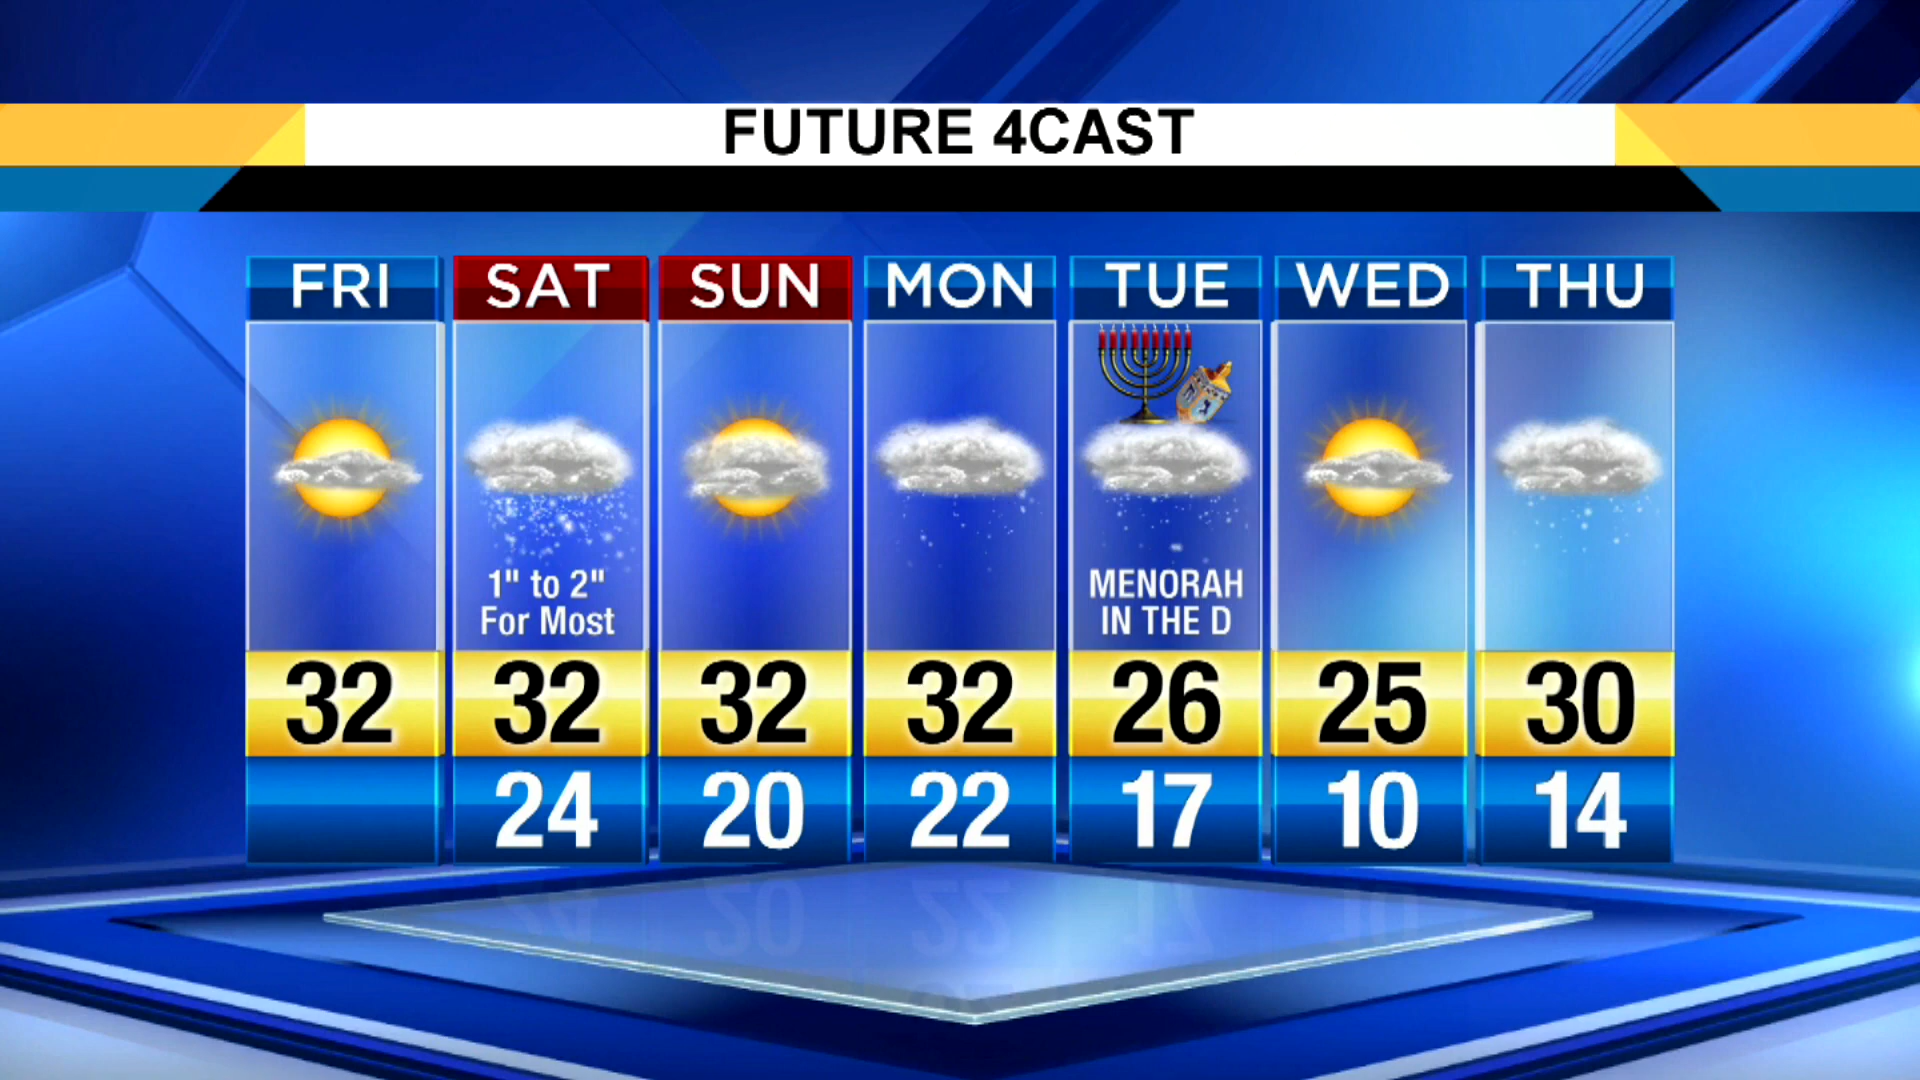 FUTURE 4CAST
FRI SAT SUN MON TUE WED THU
1" to 2"
For Most
MENORAH
IN THE D
32 32 32 32 26 25 30
24 20 22 17 10 14